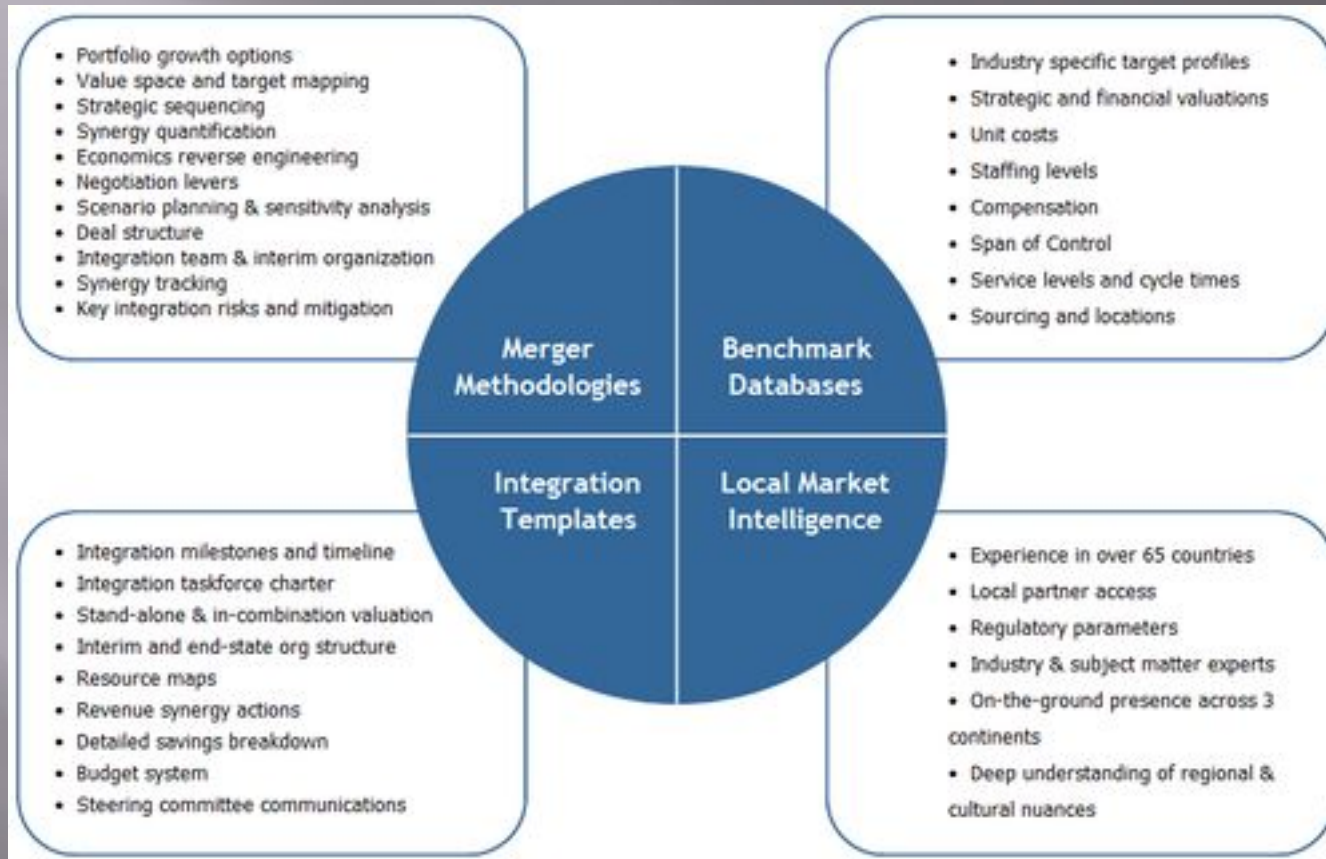 • Portfolio growth options
• Value space and target mapping
• Strategic sequencing
• Synergy quantification
• Economics reverse engineering
• Negotiation levers
• Scenario planning & sensitivity analysis
• Deal structure
• Integration team & interim organization
• Synergy tracking
• Key integration risks and mitigation
• Industry specific target profiles
• Strategic and financial valuations
• Unit costs
• Staffing levels
• Compensation
• Span of Control
• Service levels and cycle times
• Sourcing and locations
Merger
Methodologies
Benchmark
Databases
Integration
Templates
Local Market
Intelligence
• Integration milestones and timeline
• Integration taskforce charter
• Stand-alone & in-combination valuation
• Interim and end-state org structure
• Resource maps
• Revenue synergy actions
• Detailed savings breakdown
• Budget system
• Steering committee communications
• Experience in over 65 countries
• Local partner access
• Regulatory parameters
• Industry & subject matter experts
• On-the-ground presence across 3
continents
• Deep understanding of regional &
cultural nuances